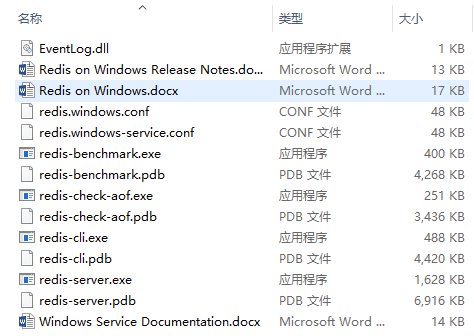 名称 类型 大小
EventLog.dll 应用程序扩展 1 KB
Redis on Windows Release Notes.do... Microsoft Word ... 13 KB
Redis on Windows.docx Microsoft Word ... 17 KB
redis.windows.conf CONF 文件 48 KB
redis.windows-service.conf CONF 文件 48 KB
redis-benchmark.exe 应用程序 400 KB
redis-benchmark.pdb PDB 文件 4,268 KB
redis-check-aof.exe 应用程序 251 KB
redis-check-aof.pdb PDB 文件 3,436 KB
redis-cli.exe 应用程序 488 KB
redis-cli.pdb PDB 文件 4,420 KB
redis-server.exe 应用程序 1,628 KB
redis-server.pdb PDB 文件 6,916 KB
Windows Service Documentation.docx Microsoft Word ... 14 KB